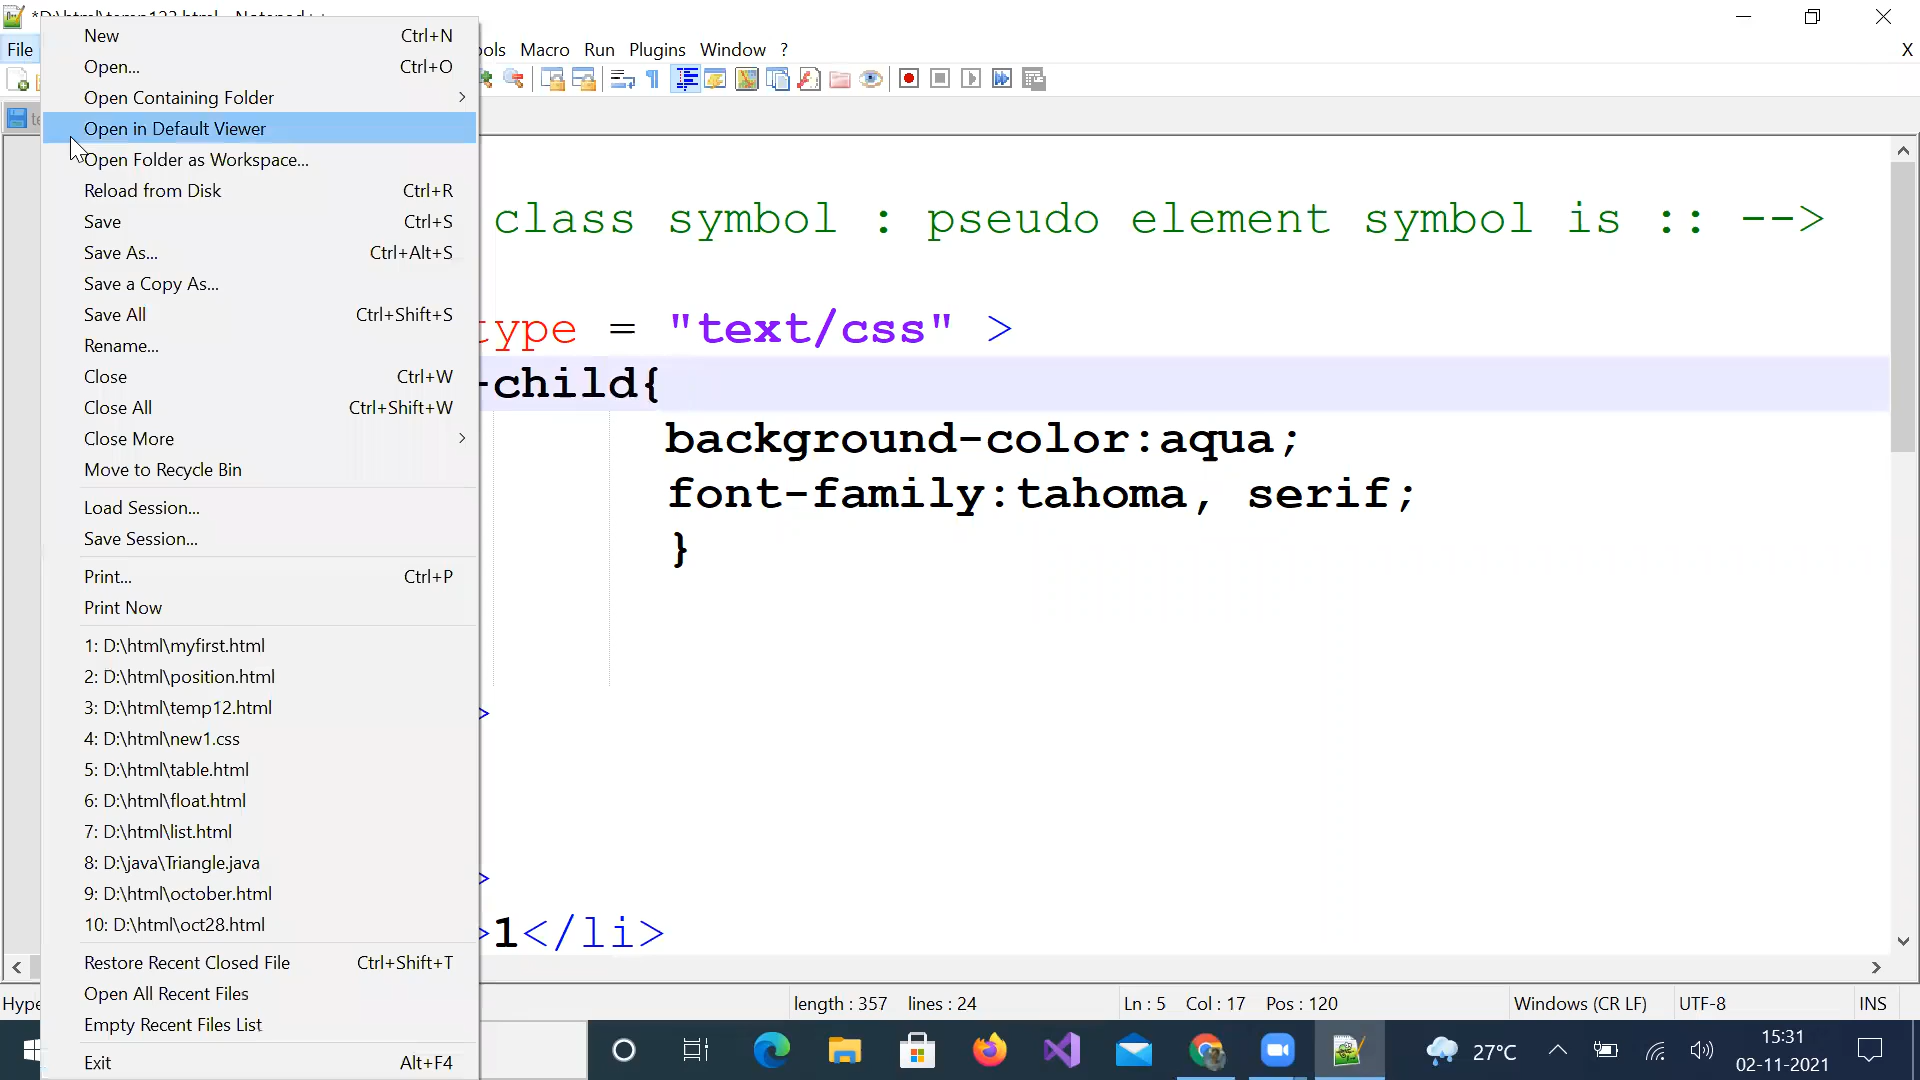 *D:\html\temp123.html - Notepad++
File
ols Macro Run Plugins Window ?
X
New Ctrl+N
Open... Ctrl+O
Open Containing Folder
Open in Default Viewer
Open Folder as Workspace...
Reload from Disk Ctrl+R
Save Ctrl+S
Save As... Ctrl+Alt+S
Save a Copy As...
Save All Ctrl+Shift+S
Rename...
Close Ctrl+W
Close All Ctrl+Shift+W
Close More
Move to Recycle Bin
Load Session...
Save Session...
Print... Ctrl+P
Print Now
1: D:\html\myfirst.html
2: D:\html\position.html
3: D:\html\temp12.html
4: D:\html\new1.css
5: D:\html\table.html
6: D:\html\float.html
7: D:\html\list.html
8: D:\java\Triangle.java
9: D:\html\october.html
10: D:\html\oct28.html
Restore Recent Closed File Ctrl+Shift+T
Open All Recent Files
Empty Recent Files List
Exit Alt+F4
class symbol : pseudo element symbol is :: -->
type = "text/css" >
-child{
background-color:aqua;
font-family:tahoma, serif;
}
>
>
>1</li>
Hype
length : 357 lines : 24
Ln : 5 Col : 17 Pos : 120
Windows (CR LF)
UTF-8
INS
27°C
15:31
02-11-2021